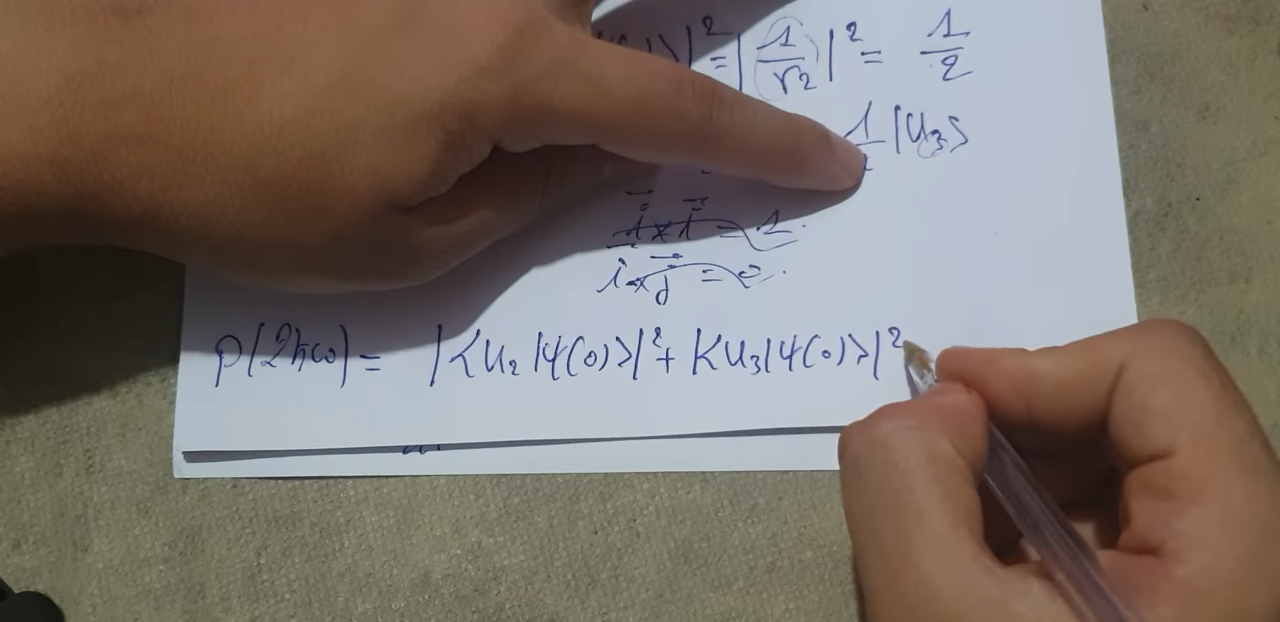 ⟩|² = |1/√2|² = 1/2
1/ |u₃⟩
i⃗ × i⃗ = 1
i⃗ × j⃗ = 0
P(2ℏω) = |⟨u₂|ψ(0)⟩|² + |⟨u₃|ψ(0)⟩|²